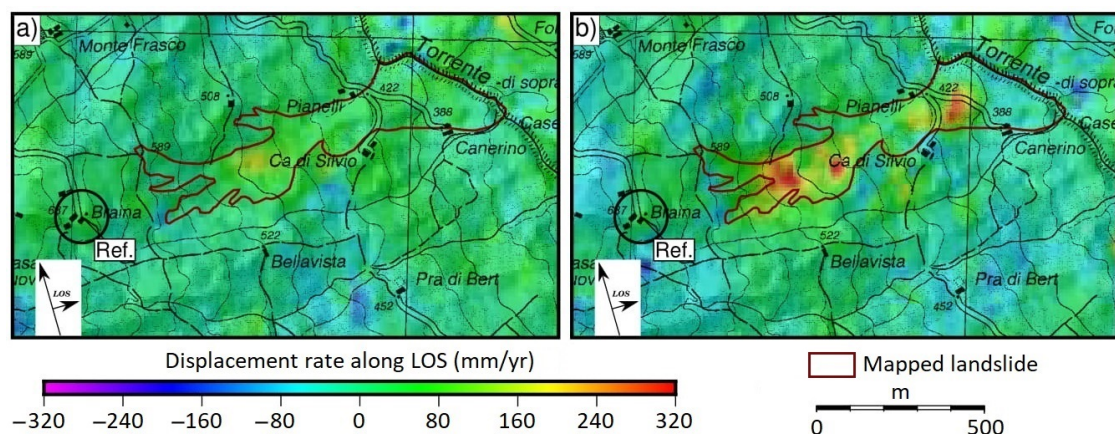 a)
Monte Frasco
589
Torrente
-di sopra
508
Pianelli
422
388
Case
589
Ca di Silvio
Canerino
687
Braina
Ref.
522
Bellavista
Pra di Bert
LOS
452
b)
Monte Frasco
589
Torrente
-di sopra
508
Pianelli
422
388
Case
589
Ca di Silvio
Canerino
687
Braina
Ref.
522
Bellavista
Pra di Bert
LOS
452
Displacement rate along LOS (mm/yr)
−320 −240 −160 −80 0 80 160 240 320
Mapped landslide
m
0 500